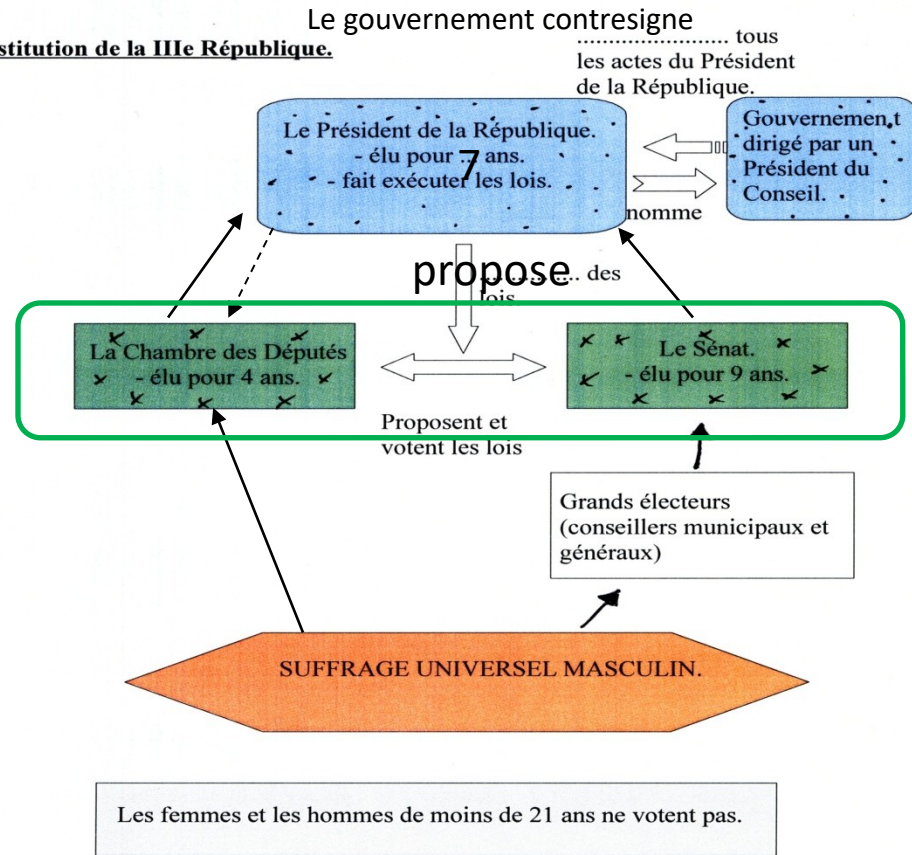 Le gouvernement contresigne
stitution de la IIIe République.
........................ tous
les actes du Président
de la République.
Le Président de la République.
- élu pour ... ans.
7
- fait exécuter les lois.
Gouvernement
dirigé par un
Président du
Conseil.
nomme
propose
................ des
lois
La Chambre des Députés
- élu pour 4 ans.
Le Sénat.
- élu pour 9 ans.
Proposent et
votent les lois
Grands électeurs
(conseillers municipaux et
généraux)
SUFFRAGE UNIVERSEL MASCULIN.
Les femmes et les hommes de moins de 21 ans ne votent pas.